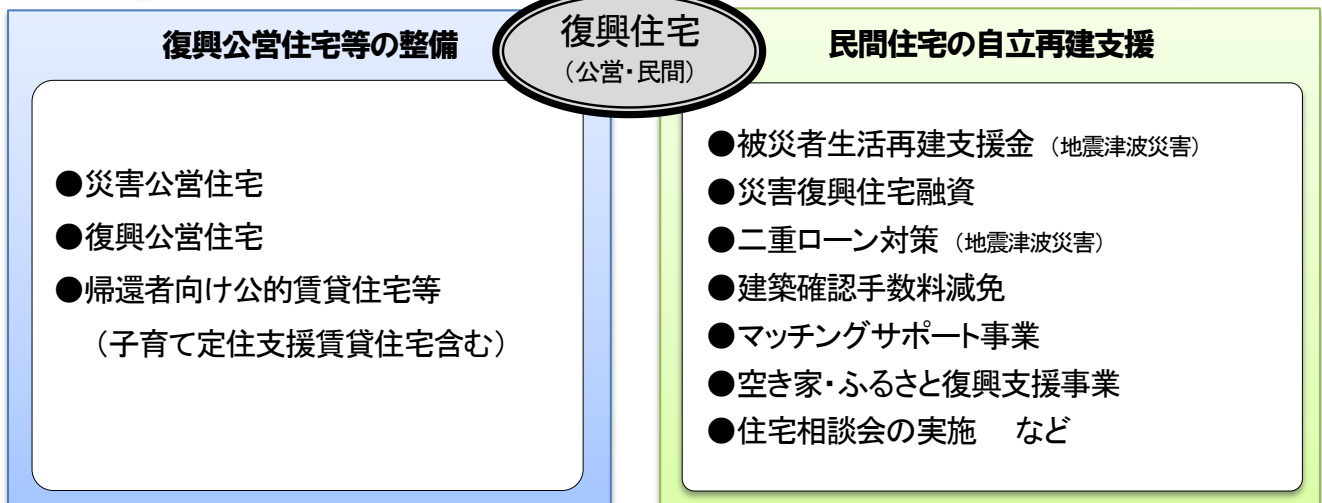 復興住宅
（公営・民間）
復興公営住宅等の整備
●災害公営住宅
●復興公営住宅
●帰還者向け公的賃貸住宅等
（子育て定住支援賃貸住宅含む）
民間住宅の自立再建支援
●被災者生活再建支援金（地震津波災害）
●災害復興住宅融資
●二重ローン対策（地震津波災害）
●建築確認手数料減免
●マッチングサポート事業
●空き家・ふるさと復興支援事業
●住宅相談会の実施　など